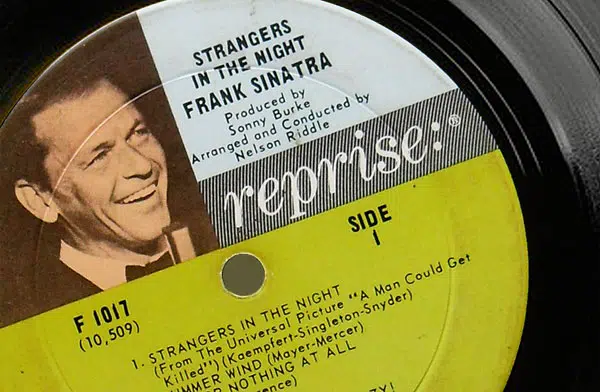 STRANGERS
IN THE NIGHT
FRANK SINATRA
Produced by
Sonny Burke
Arranged and Conducted by
Nelson Riddle
reprise:®
SIDE
1
F 1017
(10,509)
1. STRANGERS IN THE NIGHT
(From The Universal Picture "A Man Could Get
Killed") (Kaempfert-Singleton-Snyder)
WIND (Mayer-Mercer)
NOTHING AT ALL